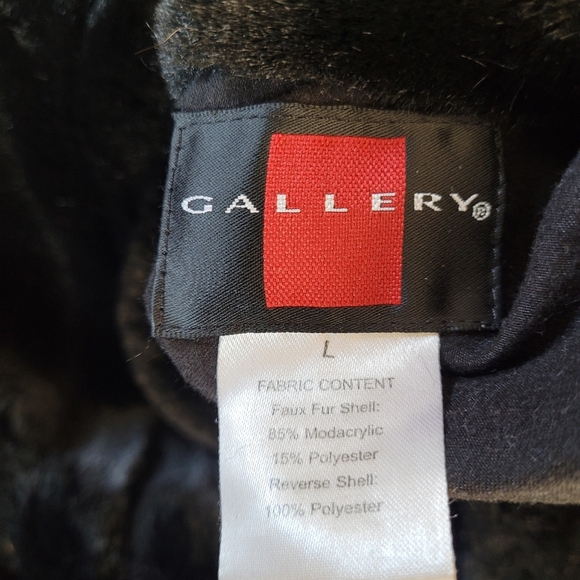 GALLERY®
L
FABRIC CONTENT
Faux Fur Shell:
85% Modacrylic
15% Polyester
Reverse Shell:
100% Polyester